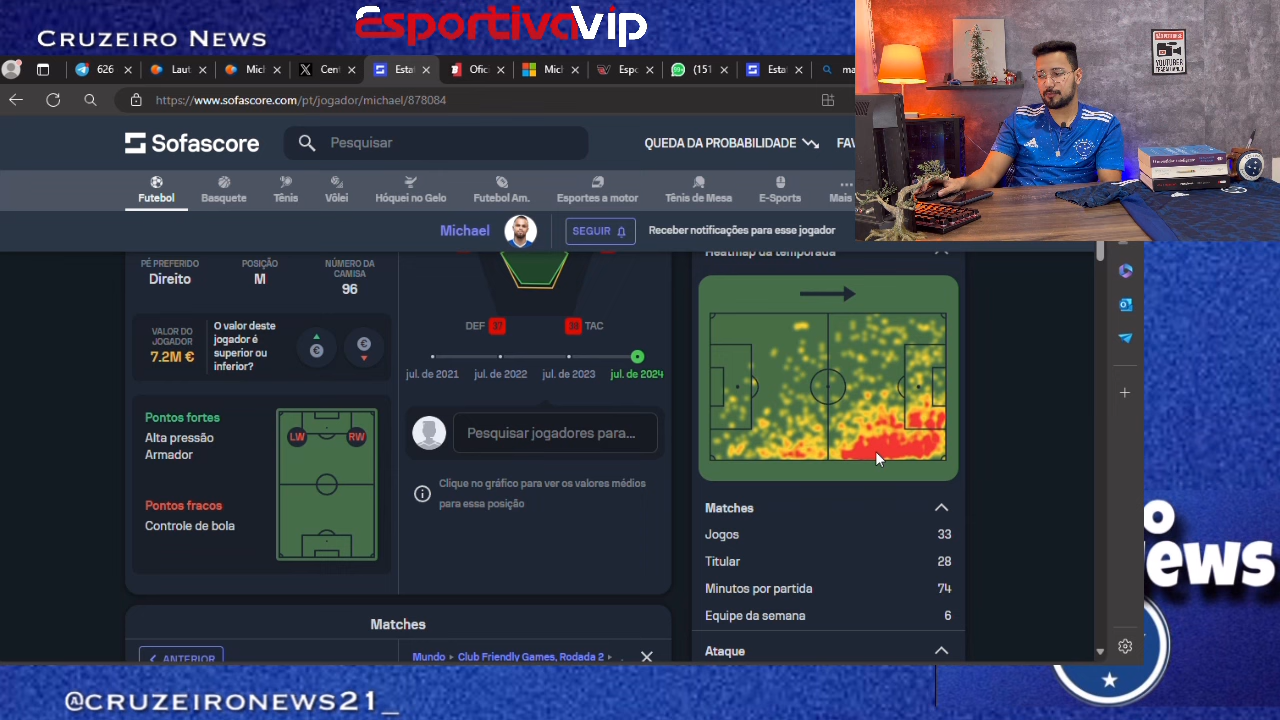 CRUZEIRO NEWS
EsportivaVip
626
Laut
Mich
Cen
Esta
Ofic
Mich
Espo
(151
Esta
ma
https://www.sofascore.com/pt/jogador/michael/878084
Sofascore
Pesquisar
QUEDA DA PROBABILIDADE
FAV
Futebol
Basquete
Tênis
Vôlei
Hóquei no Gelo
Futebol Am.
Esportes a motor
Tênis de Mesa
E-Sports
Mais
Michael
SEGUIR
Receber notificações para esse jogador
PÉ PREFERIDO
Direito
POSIÇÃO
M
NÚMERO DA
CAMISA
96
VALOR DO
JOGADOR
7.2M €
O valor deste
jogador é
superior ou
inferior?
Pontos fortes
Alta pressão
Armador
Pontos fracos
Controle de bola
LW
RW
DEF 37
38 TAC
jul. de 2021
jul. de 2022
jul. de 2023
jul. de 2024
Pesquisar jogadores para...
Clique no gráfico para ver os valores médios
para essa posição
Heatmap da temporada
Matches
Jogos 33
Titular 28
Minutos por partida 74
Equipe da semana 6
Ataque
Matches
ANTERIOR
Mundo
Club Friendly Games, Rodada 2
YOUTUBER
TRABALHANDO
o
ews
@CRUZEIRONEWS21_